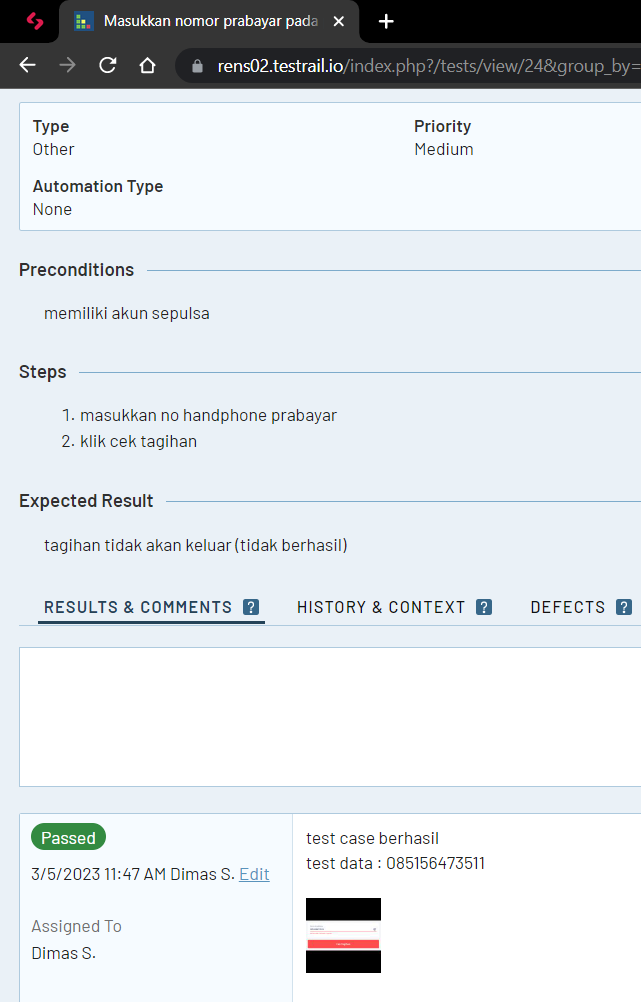 Masukkan nomor prabayar pada
rens02.testrail.io/index.php?/tests/view/24&group_by=
Type
Other
Priority
Medium
Automation Type
None
Preconditions
memiliki akun sepulsa
Steps
1. masukkan no handphone prabayar
2. klik cek tagihan
Expected Result
tagihan tidak akan keluar (tidak berhasil)
RESULTS & COMMENTS ? HISTORY & CONTEXT ? DEFECTS ?
Passed
3/5/2023 11:47 AM Dimas S. Edit
Assigned To
Dimas S.
test case berhasil
test data : 085156473511